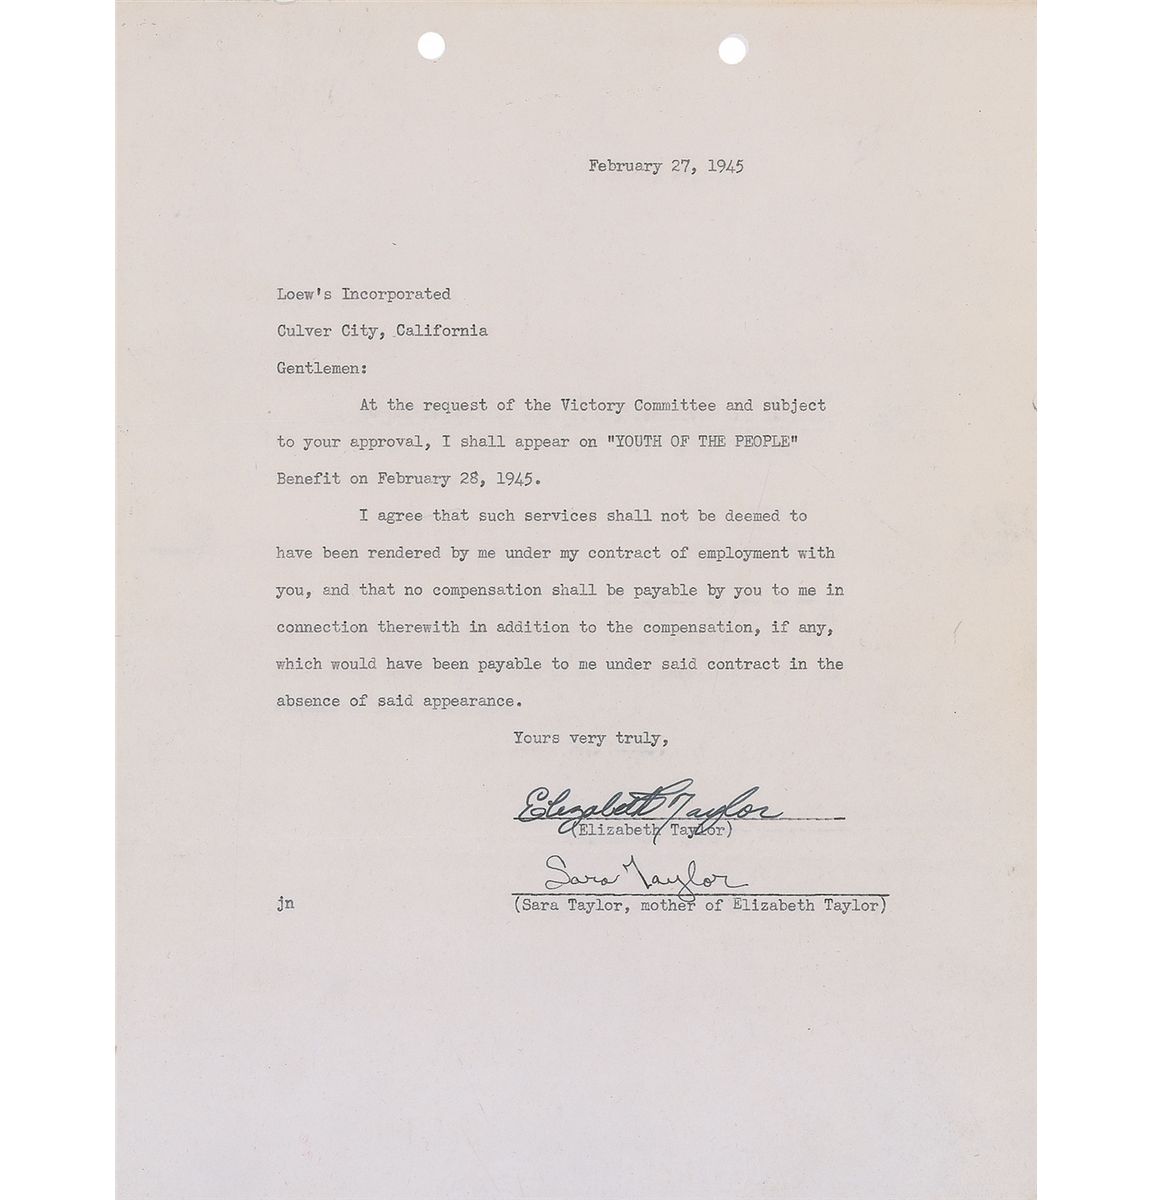 February 27, 1945
Loew's Incorporated
Culver City, California
Gentlemen:
At the request of the Victory Committee and subject
to your approval, I shall appear on "YOUTH OF THE PEOPLE"
Benefit on February 28, 1945.
I agree that such services shall not be deemed to
have been rendered by me under my contract of employment with
you, and that no compensation shall be payable by you to me in
connection therewith in addition to the compensation, if any,
which would have been payable to me under said contract in the
absence of said appearance.
Yours very truly,
Elizabeth Taylor
(Elizabeth Taylor)
Sara Taylor
jn (Sara Taylor, mother of Elizabeth Taylor)